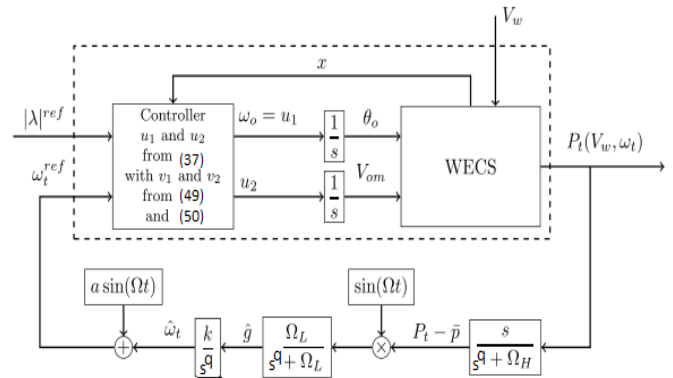 V_w
x
|λ|^ref
ω_t^ref
Controller
u_1 and u_2
from (37)
with v_1 and v_2
from (49)
and (50)
ω_o = u_1
u_2
1
s
1
s
θ_o
V_om
WECS
P_t(V_w, ω_t)
a sin(Ωt)
sin(Ωt)
+
ω̂_t
k
s^q
ĝ
Ω_L
s^q + Ω_L
×
P_t − p̄
s
s^q + Ω_H